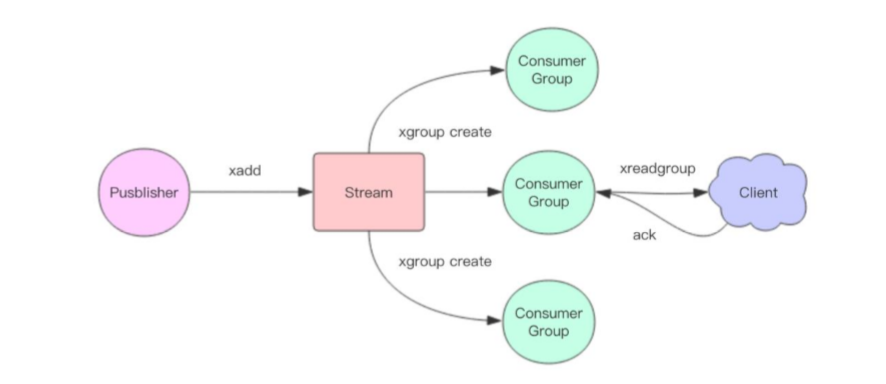 Consumer
Group
xgroup create
xadd
xreadgroup
Pusblisher
Stream
Consumer
Group
Client
ack
xgroup create
Consumer
Group